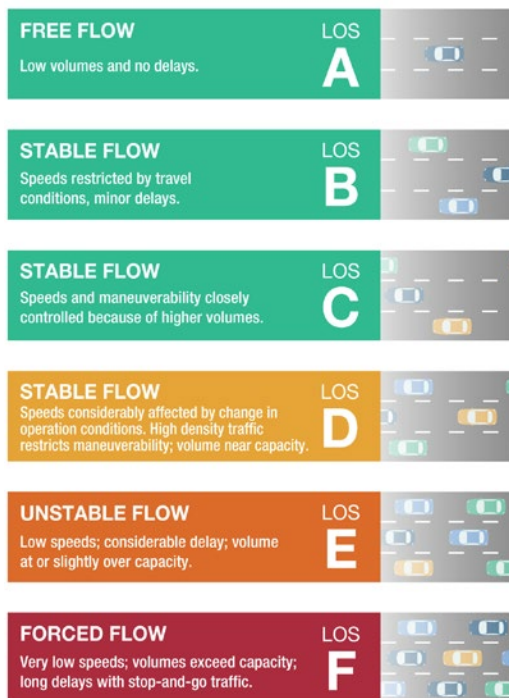 FREE FLOW
LOS
A
Low volumes and no delays.
STABLE FLOW
LOS
B
Speeds restricted by travel
conditions, minor delays.
STABLE FLOW
LOS
C
Speeds and maneuverability closely
controlled because of higher volumes.
STABLE FLOW
LOS
D
Speeds considerably affected by change in
operation conditions. High density traffic
restricts maneuverability; volume near capacity.
UNSTABLE FLOW
LOS
E
Low speeds; considerable delay; volume
at or slightly over capacity.
FORCED FLOW
LOS
F
Very low speeds; volumes exceed capacity;
long delays with stop-and-go traffic.